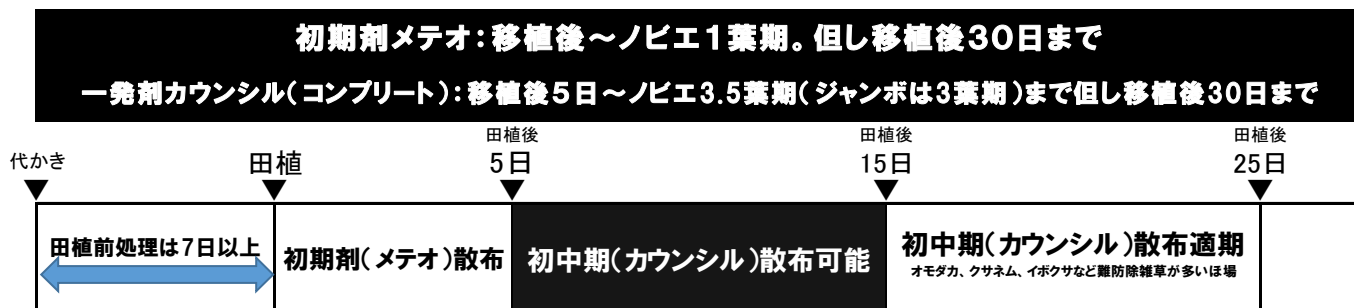 初期剤メテオ：移植後～ノビエ１葉期。但し移植後３０日まで
一発剤カウンシル（コンプリート）：移植後５日～ノビエ3.5葉期（ジャンボは3葉期）まで但し移植後30日まで
代かき
田植
田植後
5日
田植後
15日
田植後
25日
田植前処理は7日以上
初期剤（メテオ）散布
初中期（カウンシル）散布可能
初中期（カウンシル）散布適期
オモダカ、クサネム、イボクサなど難防除雑草が多いほ場